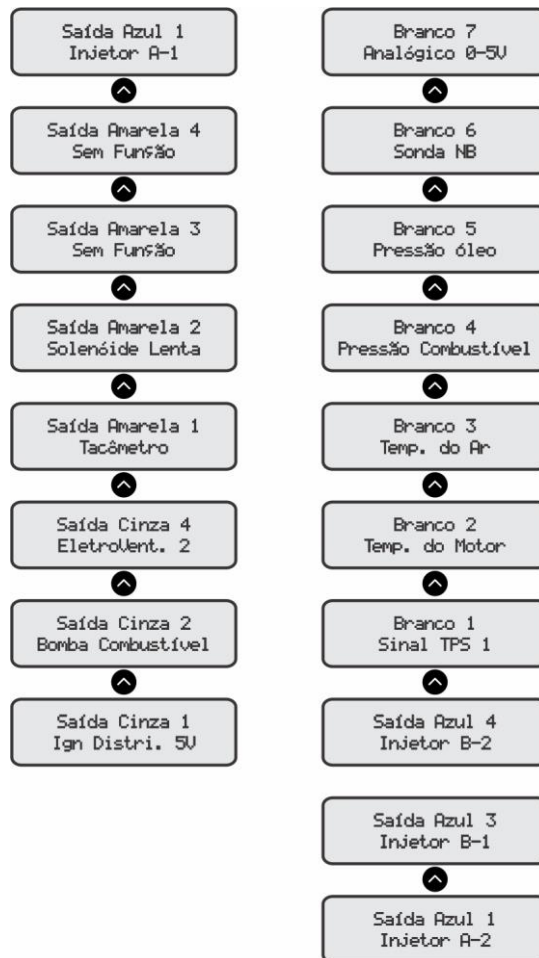 Saída Azul 1
Injetor A-1
Saída Amarela 4
Sem Função
Saída Amarela 3
Sem Função
Saída Amarela 2
Solenóide Lenta
Saída Amarela 1
Tacômetro
Saída Cinza 4
EletroVent. 2
Saída Cinza 2
Bomba Combustível
Saída Cinza 1
Ign Distri. 5V
Branco 7
Analógico 0-5V
Branco 6
Sonda NB
Branco 5
Pressão óleo
Branco 4
Pressão Combustível
Branco 3
Temp. do Ar
Branco 2
Temp. do Motor
Branco 1
Sinal TPS 1
Saída Azul 4
Injetor B-2
Saída Azul 3
Injetor B-1
Saída Azul 1
Injetor A-2